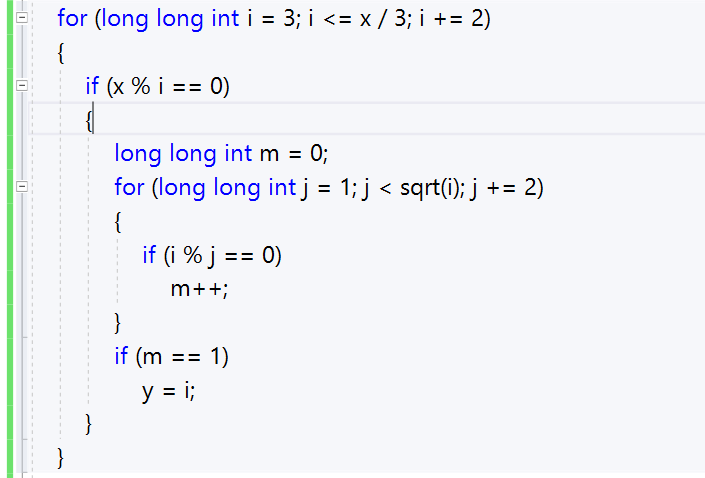 for (long long int i = 3; i <= x / 3; i += 2)
{
if (x % i == 0)
{
long long int m = 0;
for (long long int j = 1; j < sqrt(i); j += 2)
{
if (i % j == 0)
m++;
}
if (m == 1)
y = i;
}
}